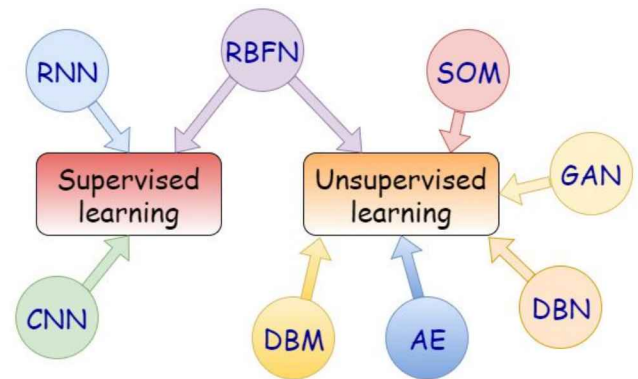 RNN
RBFN
SOM
Supervised
learning
Unsupervised
learning
GAN
CNN
DBM
AE
DBN